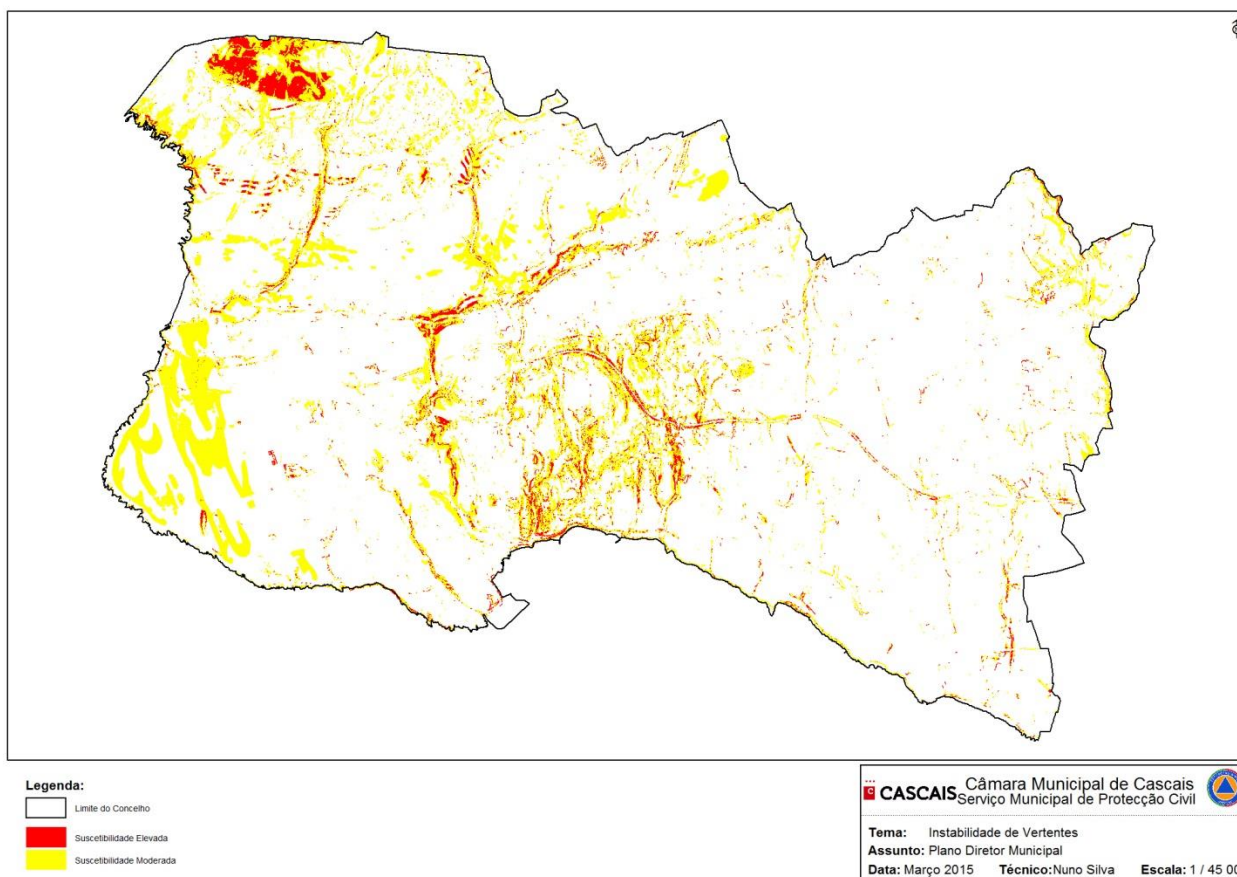 Legenda:
Limite do Concelho
Suscetibilidade Elevada
Suscetibilidade Moderada
CASCAIS
Câmara Municipal de Cascais
Serviço Municipal de Protecção Civil
Tema: Instabilidade de Vertentes
Assunto: Plano Diretor Municipal
Data: Março 2015 Técnico:Nuno Silva Escala: 1 / 45 00